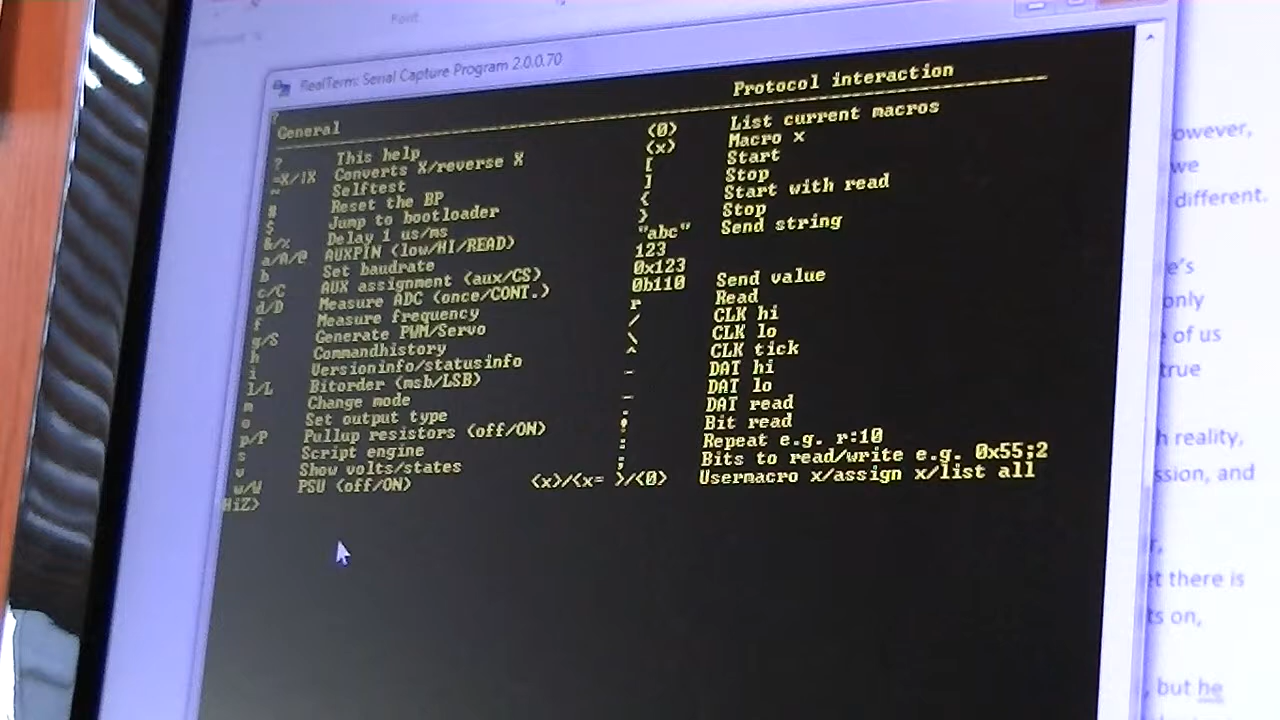 Font
RealTerm: Serial Capture Program 2.0.0.70
?
General Protocol interaction
? This help (0) List current macros
=X/|X Converts X/reverse X (x) Macro x
~ Selftest [ Start
# Reset the BP ] Stop
$ Jump to bootloader { Start with read
&/% Delay 1 us/ms } Stop
a/A/@ AUXPIN (low/HI/READ) "abc" Send string
b Set baudrate 123
c/C AUX assignment (aux/CS) 0x123
d/D Measure ADC (once/CONT.) 0b110 Send value
f Measure frequency r Read
g/S Generate PWM/Servo / CLK hi
h Commandhistory \ CLK lo
i Versioninfo/statusinfo ^ CLK tick
l/L Bitorder (msb/LSB) - DAT hi
m Change mode _ DAT lo
o Set output type . DAT read
p/P Pullup resistors (off/ON) ! Bit read
s Script engine : Repeat e.g. r:10
v Show volts/states ; Bits to read/write e.g. 0x55;2
w/W PSU (off/ON) <x>/<x= >/<0> Usermacro x/assign x/list all
HiZ>
owever,
we
different.
e's
only
e of us
true
h reality,
ssion, and
r,
et there is
ts on,
, but he